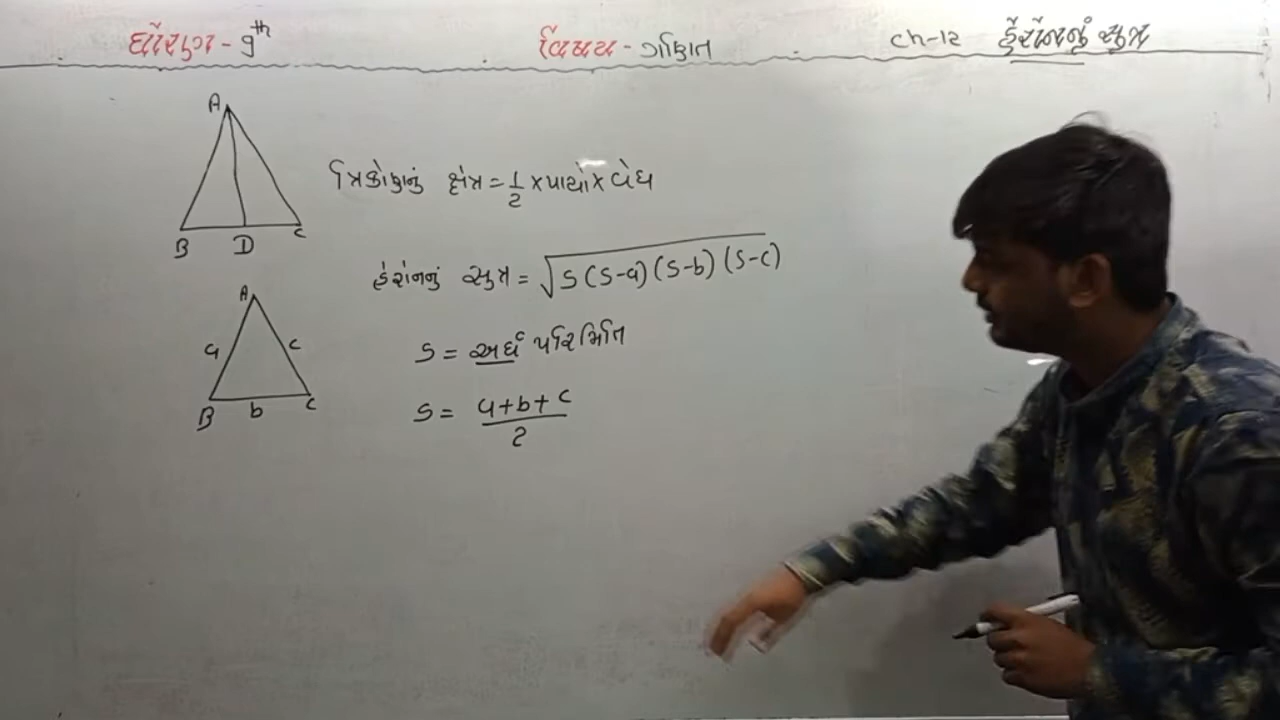 ધોરણ - 9th વિષય - ગણિત Ch-12 હેરોનનું સુત્ર
A
B D C
ત્રિકોણનું ક્ષેત્ર = 1/2 × પાયો × વેધ
હેરોનનું સુત્ર = √s(s-a)(s-b)(s-c)
A
a c
B b C
s = અર્ધ પરિમિતિ
s = a+b+c/2